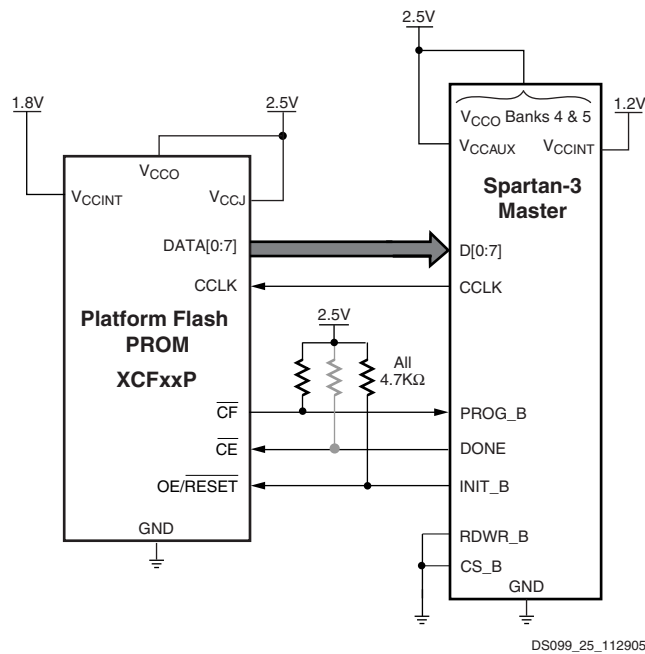 2.5V
1.8V
2.5V
1.2V
VCCO Banks 4 & 5
VCCAUX
VCCINT
Spartan-3
Master
VCCO
VCCINT
VCCJ
DATA[0:7]
D[0:7]
CCLK
CCLK
Platform Flash
PROM
XCFxxP
2.5V
All
4.7KΩ
CF
PROG_B
CE
DONE
OE/RESET
INIT_B
GND
RDWR_B
CS_B
GND
DS099_25_112905